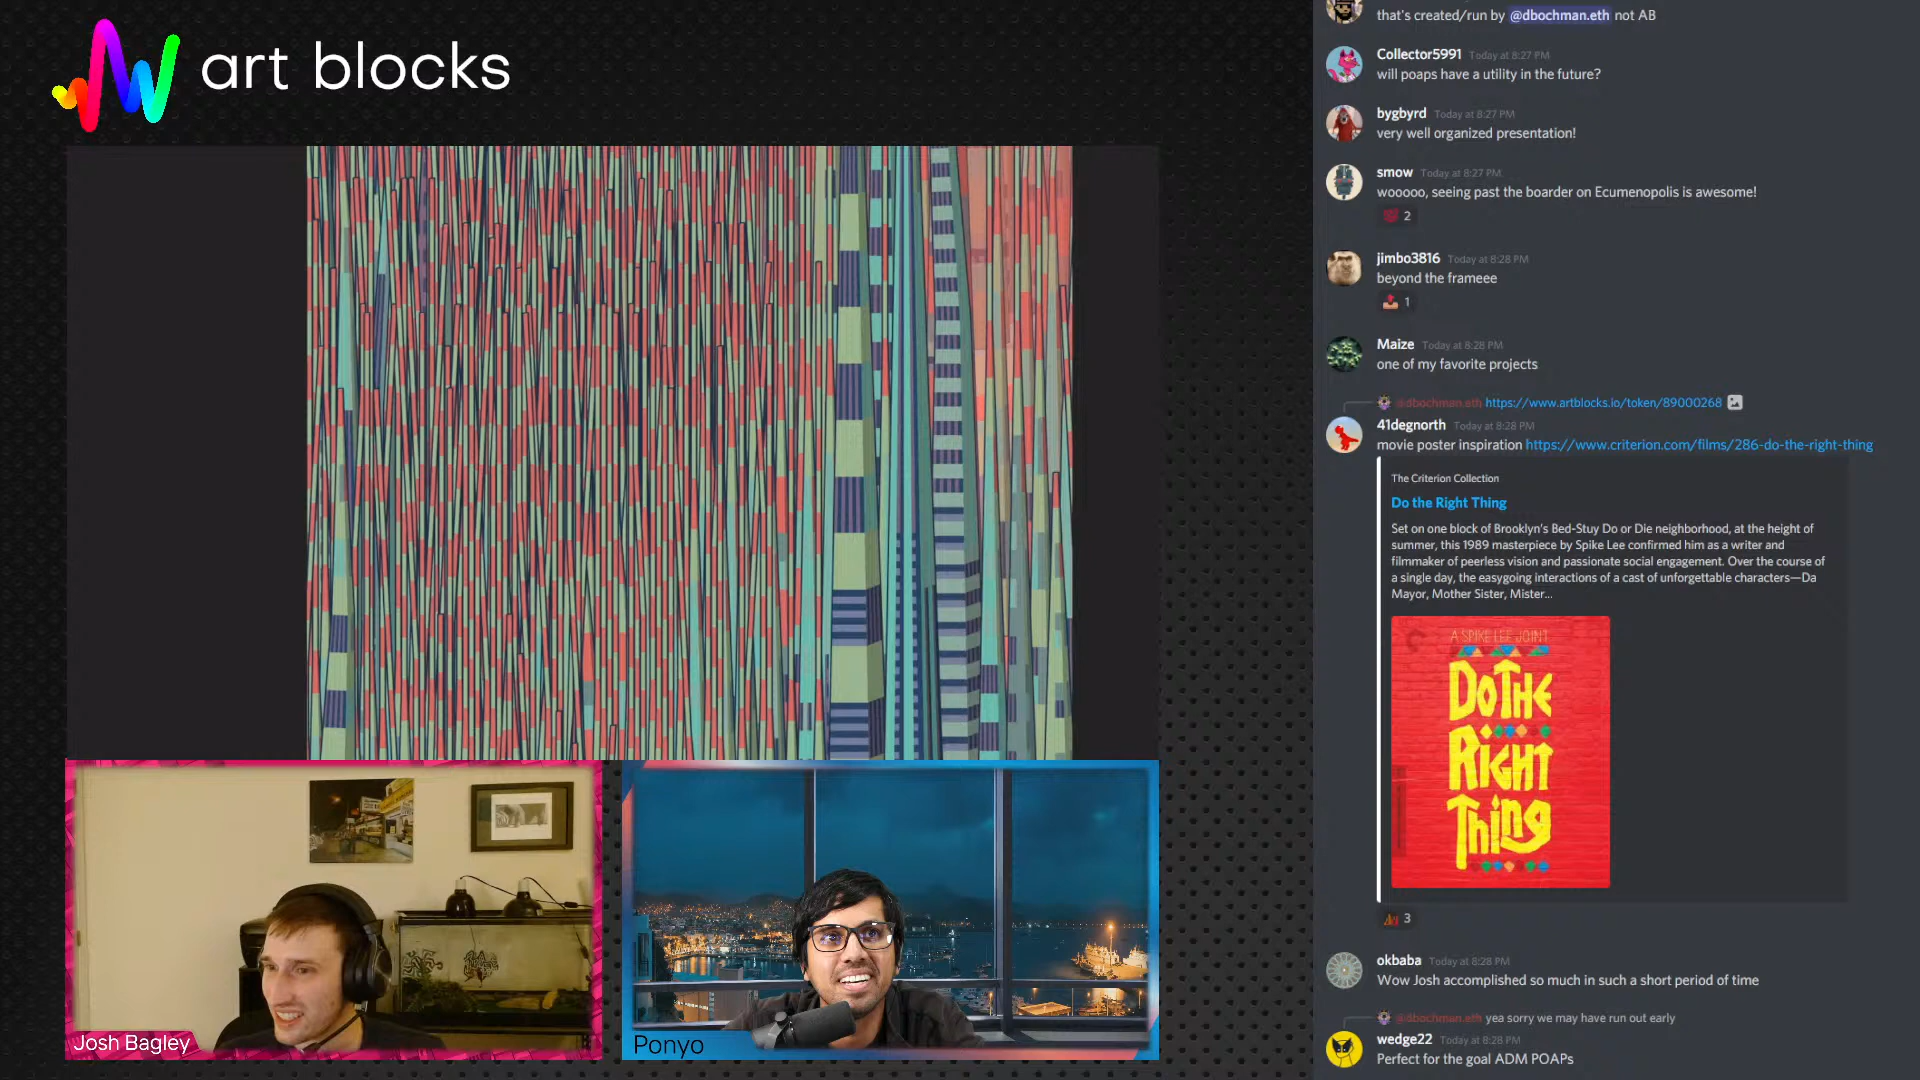 art blocks
that's created/run by @dbochman.eth not AB
Collector5991 Today at 8:27 PM
will poaps have a utility in the future?
bygbyrd Today at 8:27 PM
very well organized presentation!
smow Today at 8:27 PM
wooooo, seeing past the boarder on Ecumenopolis is awesome!
2
jimbo3816 Today at 8:28 PM
beyond the frameee
1
Maize Today at 8:28 PM
one of my favorite projects
@dbochman.eth https://www.artblocks.io/token/89000268
41degnorth Today at 8:28 PM
movie poster inspiration https://www.criterion.com/films/286-do-the-right-thing
The Criterion Collection
Do the Right Thing
Set on one block of Brooklyn's Bed-Stuy Do or Die neighborhood, at the height of
summer, this 1989 masterpiece by Spike Lee confirmed him as a writer and
filmmaker of peerless vision and passionate social engagement. Over the course of
a single day, the easygoing interactions of a cast of unforgettable characters—Da
Mayor, Mother Sister, Mister...
A SPIKE LEE JOINT
DO THE
RIGHT
THING
3
okbaba Today at 8:28 PM
Wow Josh accomplished so much in such a short period of time
@dbochman.eth yea sorry we may have run out early
wedge22 Today at 8:28 PM
Perfect for the goal ADM POAPs
Josh Bagley
Ponyo